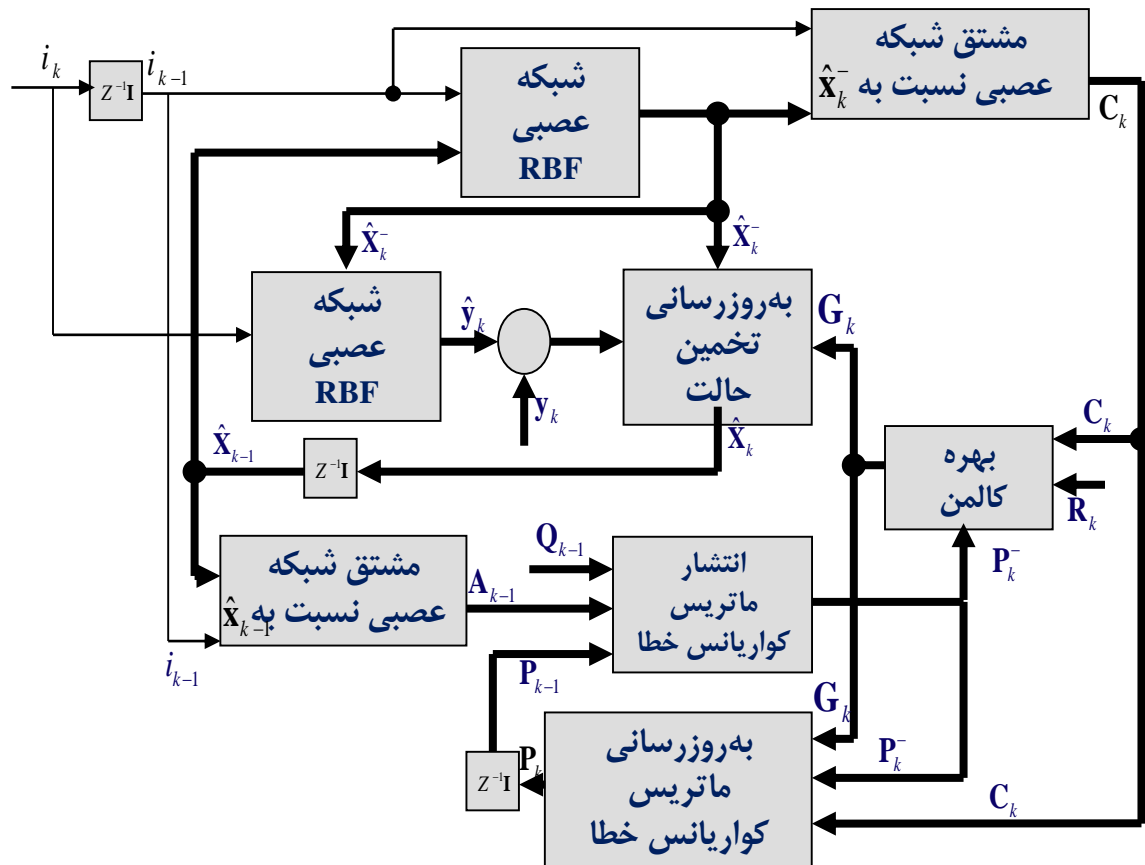 i_k
Z⁻¹I
i_{k−1}
شبکه
عصبی
RBF
مشتق شبکه
عصبی نسبت به x̂_k⁻
C_k
x̂_k⁻
x̂_k⁻
شبکه
عصبی
RBF
ŷ_k
y_k
به‌روزرسانی
تخمین
حالت
G_k
x̂_k
x̂_{k−1}
Z⁻¹I
C_k
بهره
کالمن
R_k
P_k⁻
مشتق شبکه
عصبی نسبت به x̂_{k−1}
i_{k−1}
A_{k−1}
Q_{k−1}
انتشار
ماتریس
کواریانس خطا
P_{k−1}
G_k
P_k⁻
C_k
به‌روزرسانی
ماتریس
کواریانس خطا
P_k
Z⁻¹I